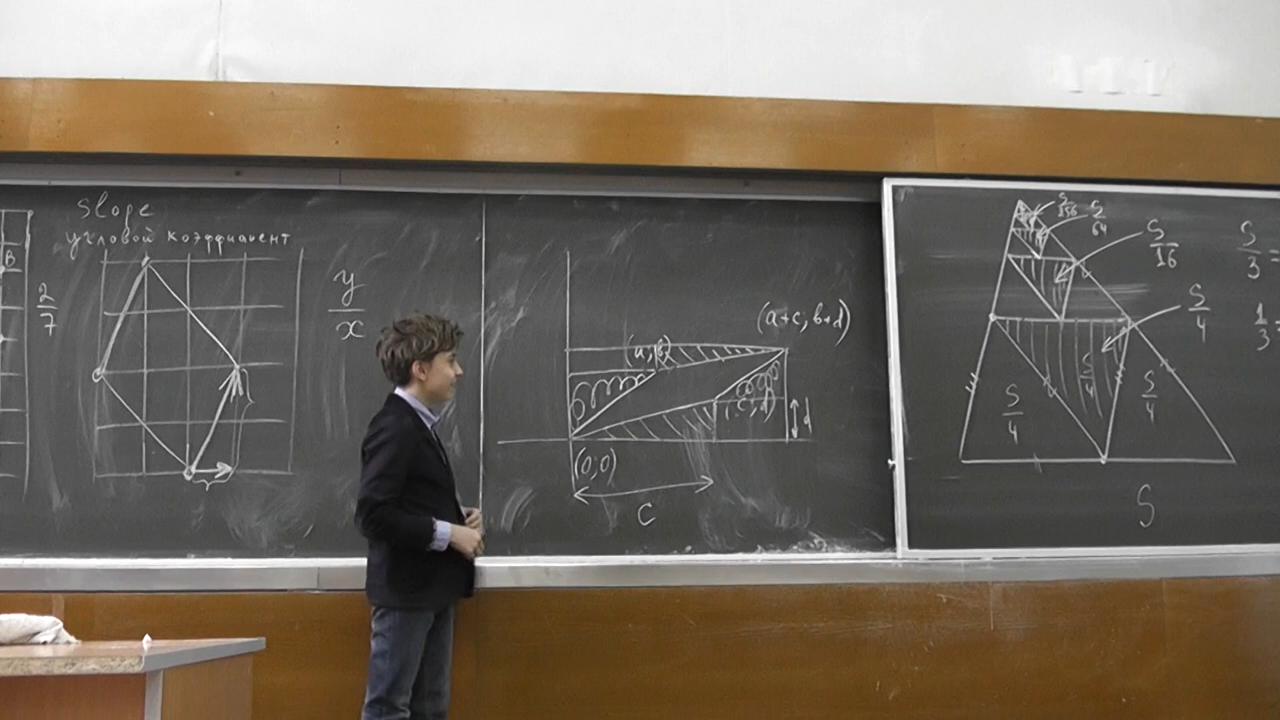 Slope
угловой коэффициент
B
2
7
y
x
(a+c, b+d)
(a, b)
(c, d)
d
(0;0)
c
S
256
S
64
S
16
S
4
S
4
S
4
S
4
S
S
3
=
1
3